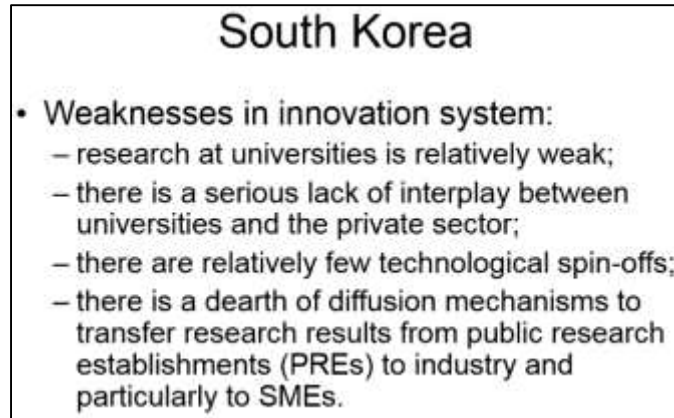 South Korea
• Weaknesses in innovation system:
– research at universities is relatively weak;
– there is a serious lack of interplay between
universities and the private sector;
– there are relatively few technological spin-offs;
– there is a dearth of diffusion mechanisms to
transfer research results from public research
establishments (PREs) to industry and
particularly to SMEs.